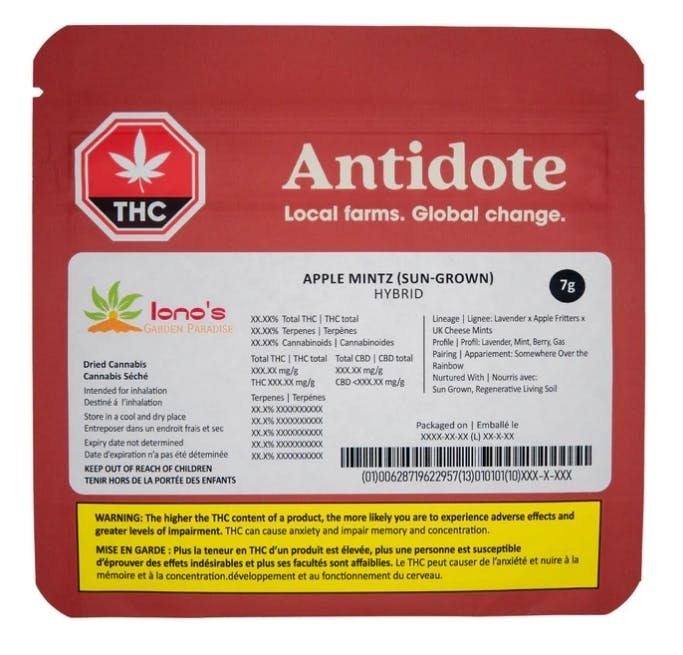 THC
Antidote
Local farms. Global change.
Iono's
GARDEN PARADISE
APPLE MINTZ (SUN-GROWN)
HYBRID
7g
Dried Cannabis
Cannabis Séché
Intended for inhalation
Destiné à l'inhalation
Store in a cool and dry place
Entreposer dans un endroit frais et sec
Expiry date not determined
Date d'expiration n'a pas été déterminée
KEEP OUT OF REACH OF CHILDREN
TENIR HORS DE LA PORTÉE DES ENFANTS
XX.XX% Total THC | THC total
XX.XX% Terpenes | Terpènes
XX.XX% Cannabinoids | Cannabinoides
Total THC | THC total Total CBD | CBD total
XXX.XX mg/g XXX.XX mg/g
THC XXX.XX mg/g CBD <XXX.XX mg/g
Terpenes | Terpènes
XX.X% XXXXXXXXXX
XX.X% XXXXXXXXXX
XX.X% XXXXXXXXXX
XX.X% XXXXXXXXXX
XX.X% XXXXXXXXXX
Lineage | Lignée: Lavender x Apple Fritters x
UK Cheese Mints
Profile | Profil: Lavender, Mint, Berry, Gas
Pairing | Appariement: Somewhere Over the
Rainbow
Nurtured With | Nourris avec:
Sun Grown, Regenerative Living Soil
Packaged on | Emballé le
XXXX-XX-XX (L) XX-X-XX
(01)00628719622957(13)010101(10)XXX-X-XXX
WARNING: The higher the THC content of a product, the more likely you are to experience adverse effects and
greater levels of impairment. THC can cause anxiety and impair memory and concentration.
MISE EN GARDE : Plus la teneur en THC d'un produit est élevée, plus une personne est susceptible
d'éprouver des effets indésirables et plus ses facultés sont affaiblies. Le THC peut causer de l'anxiété et nuire à la
mémoire et à la concentration.développement et au fonctionnement du cerveau.